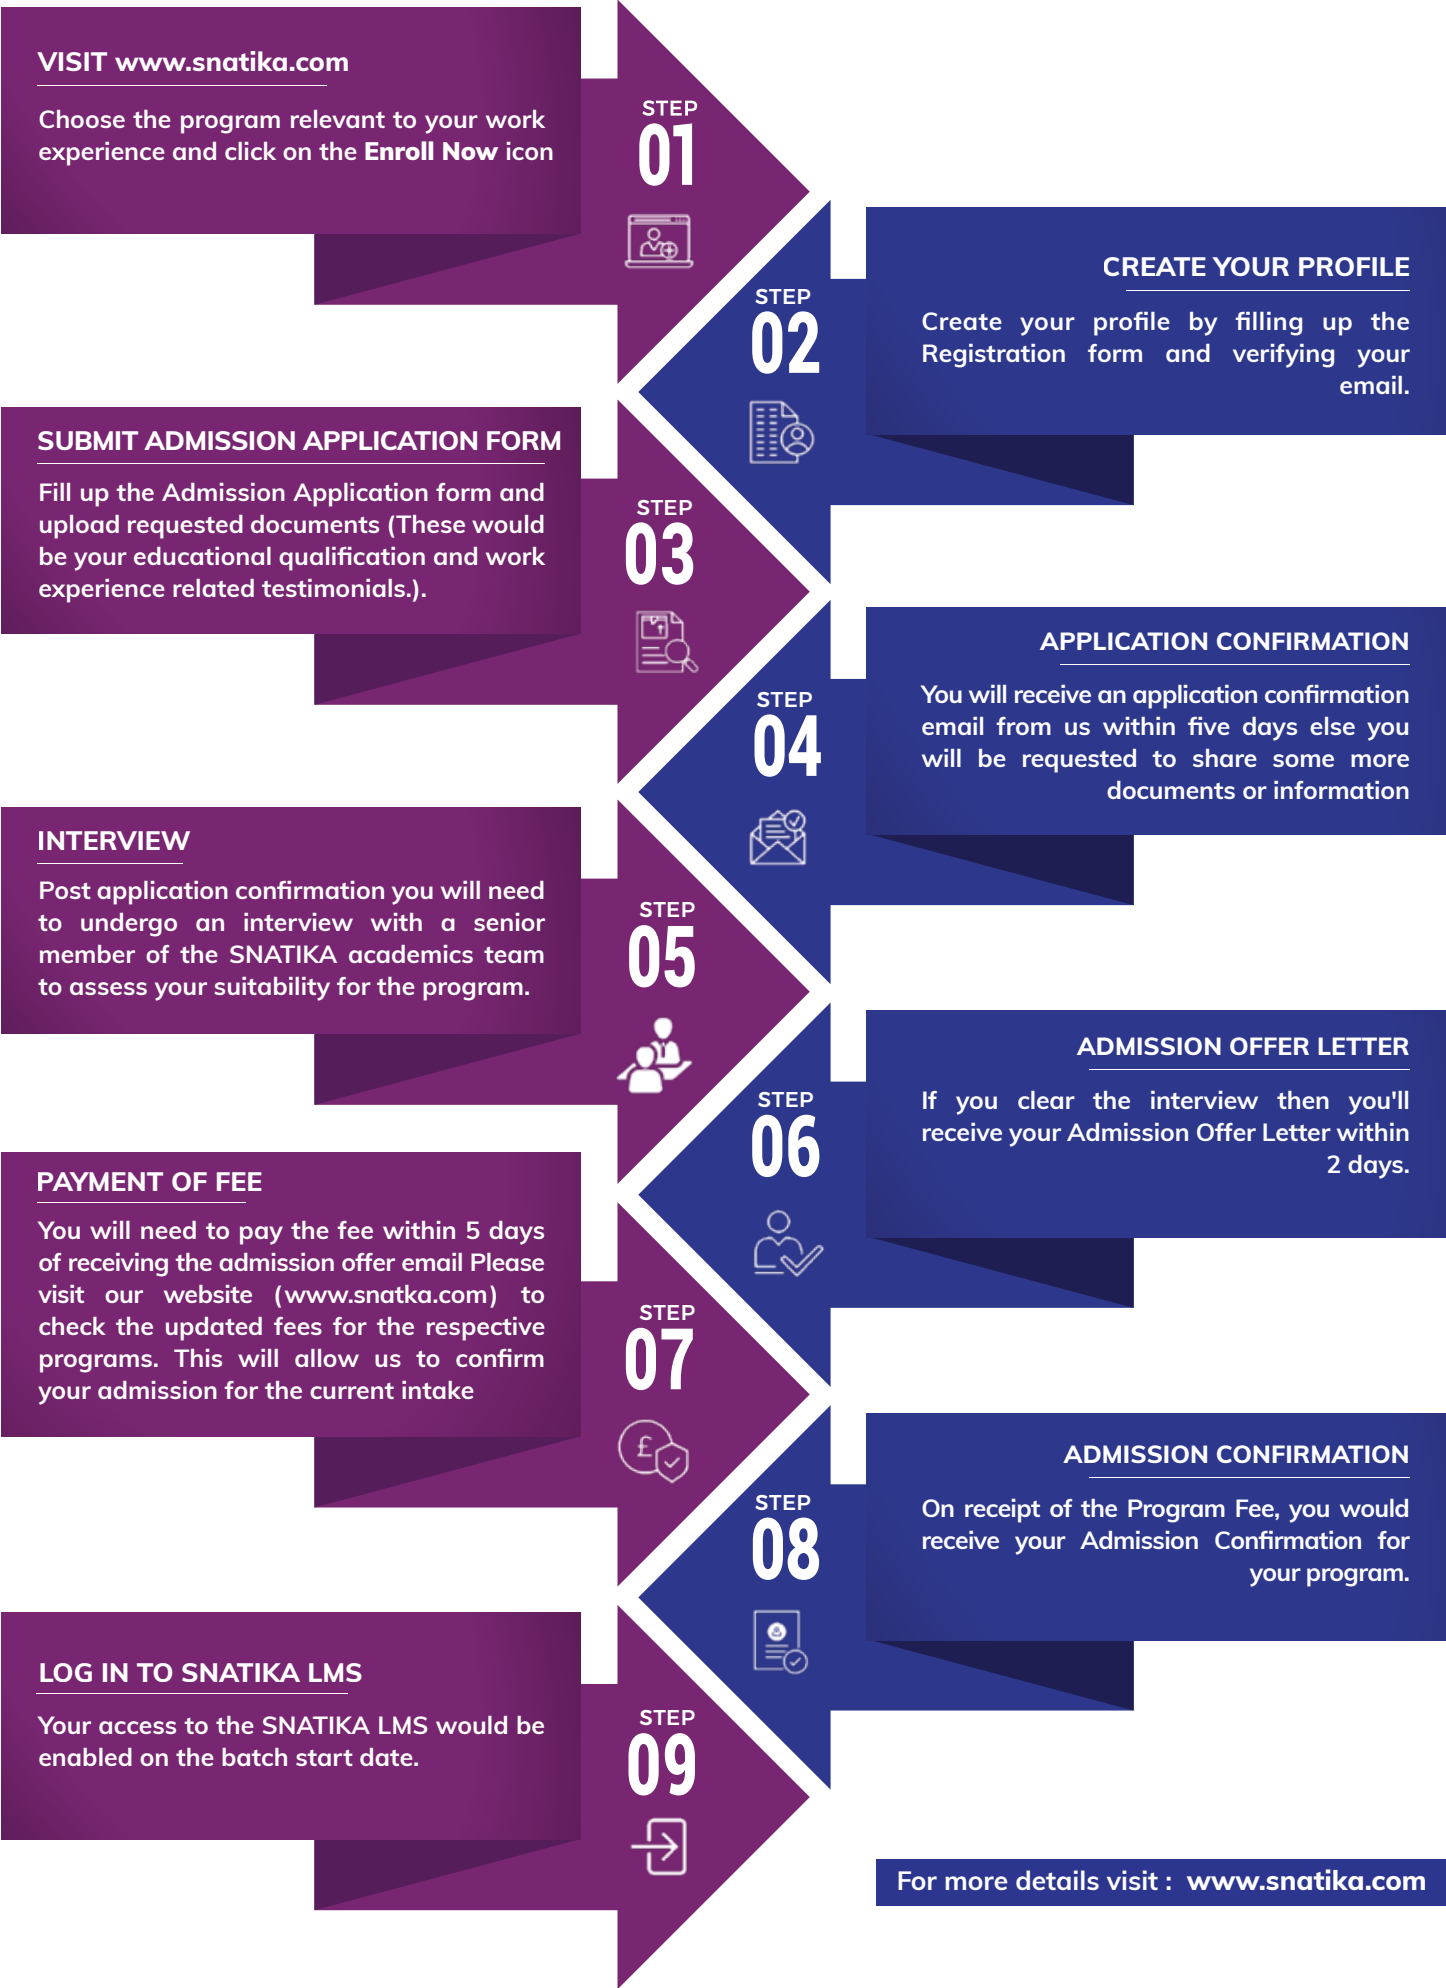 VISIT www.snatika.com
Choose the program relevant to your work
experience and click on the Enroll Now icon
STEP
01
STEP
02
CREATE YOUR PROFILE
Create your profile by filling up the
Registration form and verifying your
email.
SUBMIT ADMISSION APPLICATION FORM
Fill up the Admission Application form and
upload requested documents (These would
be your educational qualification and work
experience related testimonials.).
STEP
03
STEP
04
APPLICATION CONFIRMATION
You will receive an application confirmation
email from us within five days else you
will be requested to share some more
documents or information
INTERVIEW
Post application confirmation you will need
to undergo an interview with a senior
member of the SNATIKA academics team
to assess your suitability for the program.
STEP
05
STEP
06
ADMISSION OFFER LETTER
If you clear the interview then you'll
receive your Admission Offer Letter within
2 days.
PAYMENT OF FEE
You will need to pay the fee within 5 days
of receiving the admission offer email Please
visit our website (www.snatka.com) to
check the updated fees for the respective
programs. This will allow us to confirm
your admission for the current intake
STEP
07
£
STEP
08
ADMISSION CONFIRMATION
On receipt of the Program Fee, you would
receive your Admission Confirmation for
your program.
LOG IN TO SNATIKA LMS
Your access to the SNATIKA LMS would be
enabled on the batch start date.
STEP
09
For more details visit : www.snatika.com